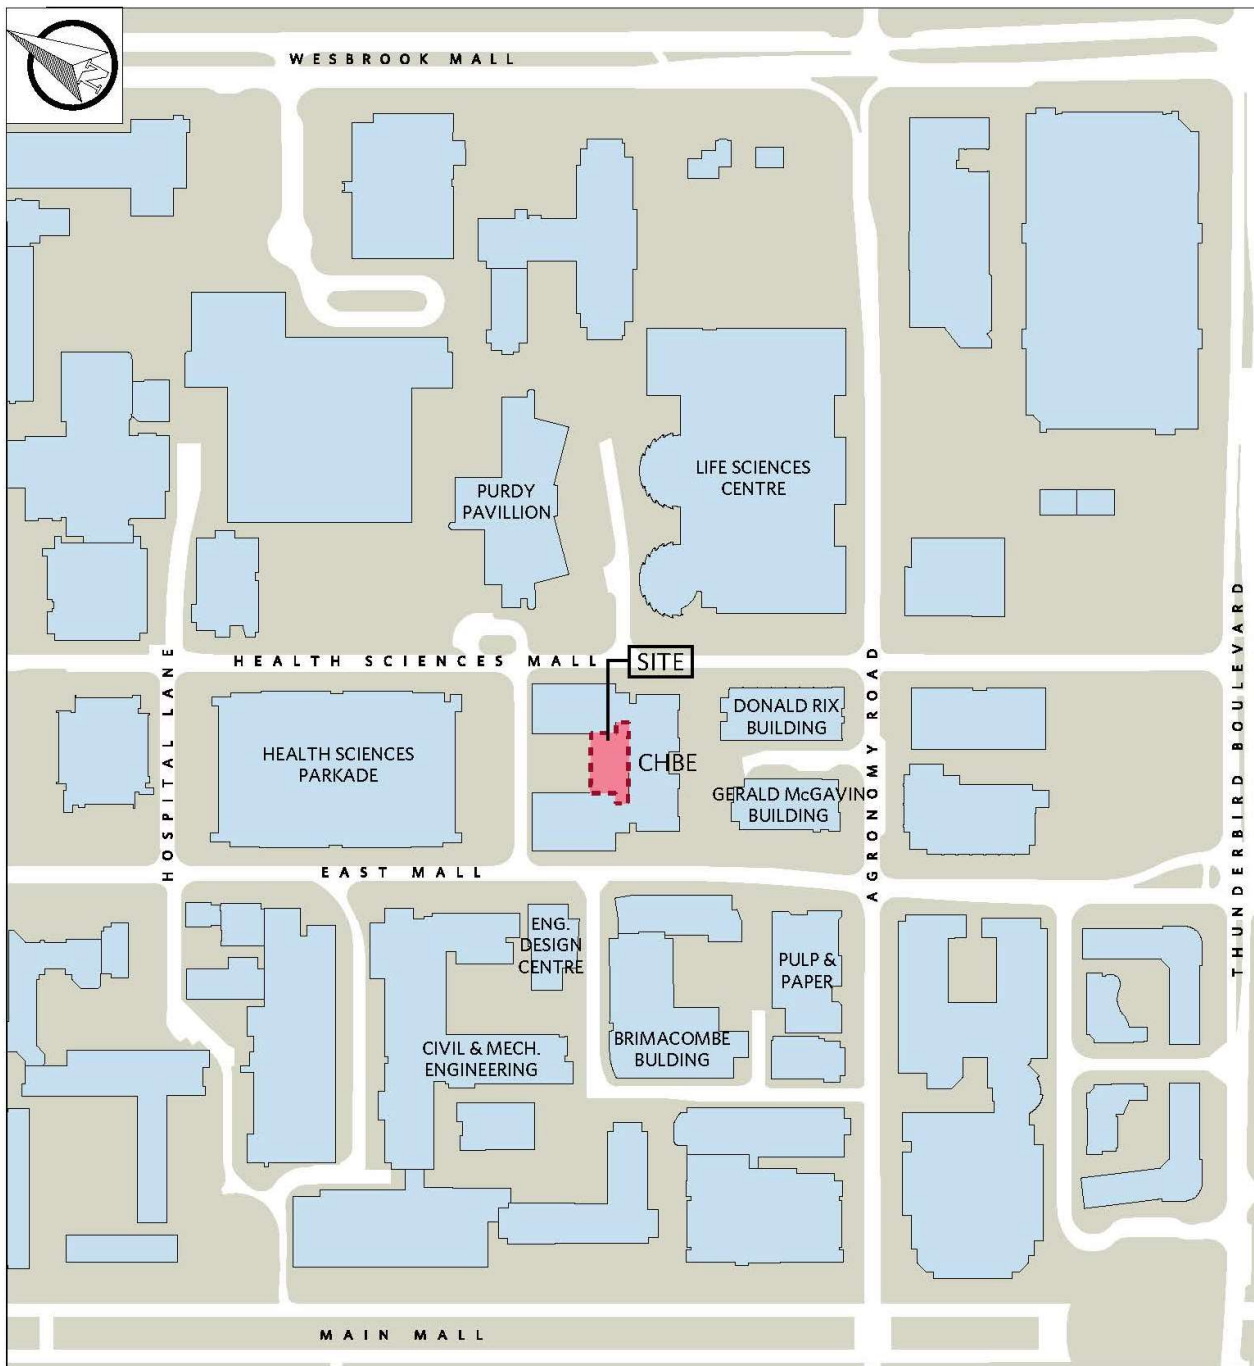 N
WESBROOK MALL
LIFE SCIENCES
CENTRE
PURDY
PAVILLION
THUNDERBIRD BOULEVARD
HOSPITAL LANE
HEALTH SCIENCES MALL
SITE
AGRONOMY ROAD
DONALD RIX
BUILDING
HEALTH SCIENCES
PARKADE
CHBE
GERALD McGAVIN
BUILDING
EAST MALL
ENG.
DESIGN
CENTRE
PULP &
PAPER
CIVIL & MECH.
ENGINEERING
BRIMACOMBE
BULDING
MAIN MALL